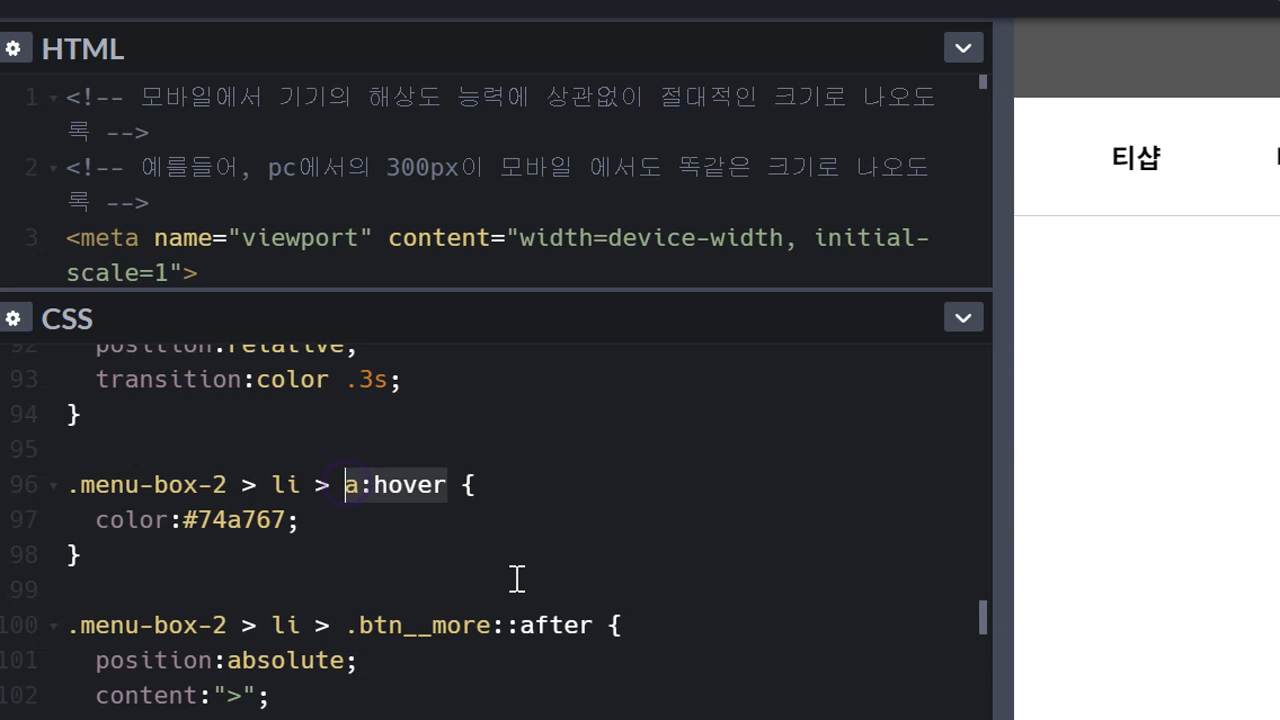 HTML
1 <!-- 모바일에서 기기의 해상도 능력에 상관없이 절대적인 크기로 나오도
록 -->
2 <!-- 예를들어, pc에서의 300px이 모바일 에서도 똑같은 크기로 나오도
록 -->
3 <meta name="viewport" content="width=device-width, initial-
scale=1">
CSS
92 position:relative;
93 transition:color .3s;
94 }
95
96 .menu-box-2 > li > a:hover {
97 color:#74a767;
98 }
99
100 .menu-box-2 > li > .btn__more::after {
101 position:absolute;
102 content:">";
티샵